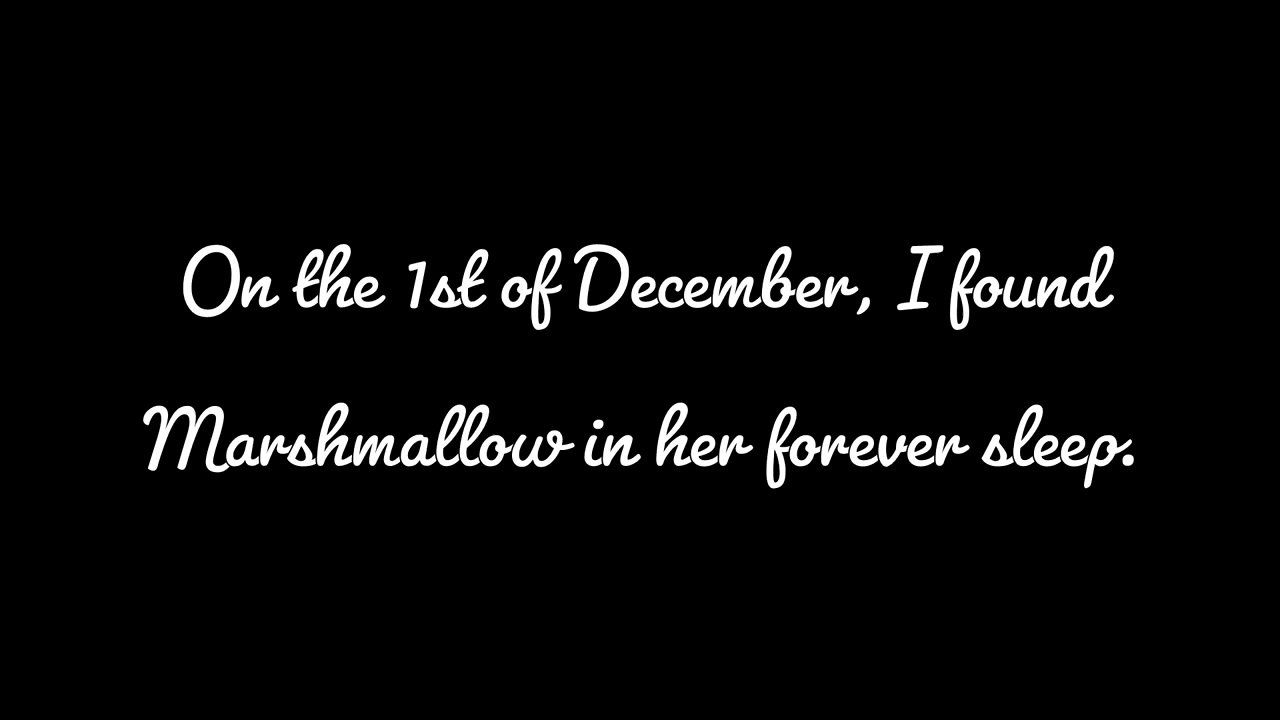 On the 1st of December, I found
Marshmallow in her forever sleep.